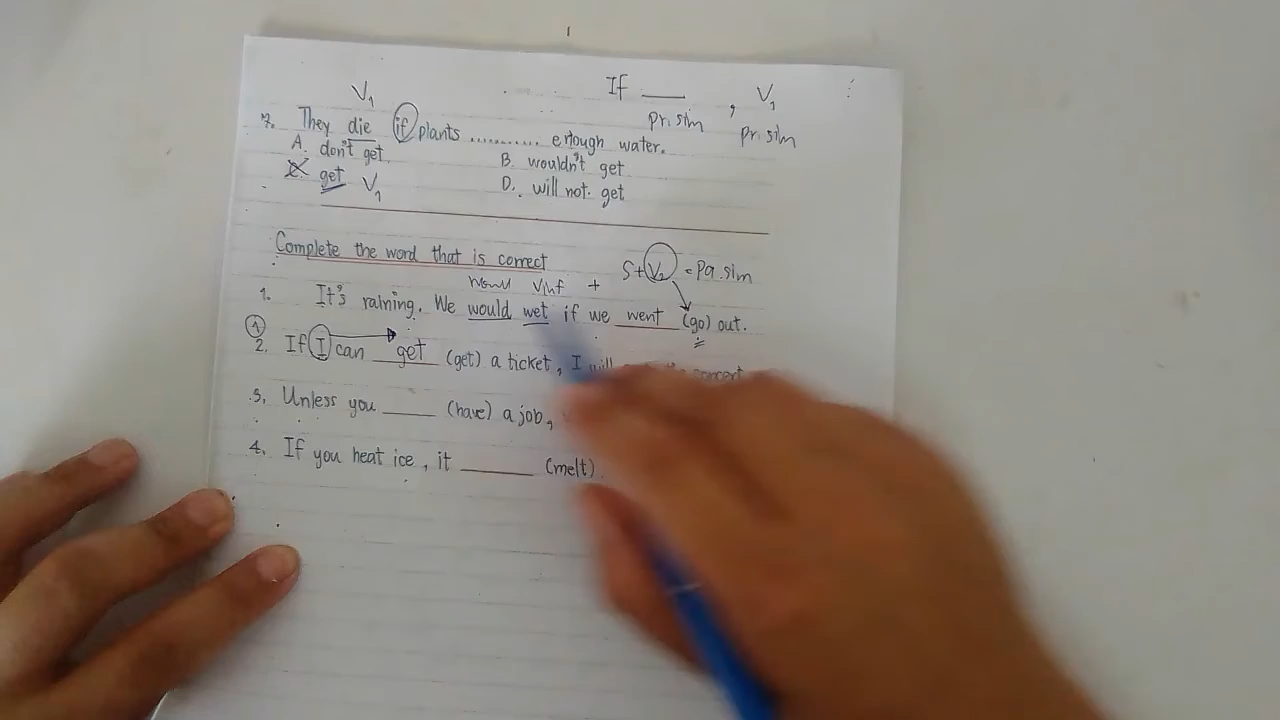 If ____ , V₁
pr. sim pr. sim
V₁
7. They die if plants .......... enough water.
A. don't get B. wouldn't get
get V₁ D. will not get
Complete the word that is correct
would Vinf + S+V₂ = Pa.sim
1. It's raining. We would wet if we went (go) out.
1
2. If I can get (get) a ticket, I will
3. Unless you ____ (have) a job,
4. If you heat ice, it ____ (melt)